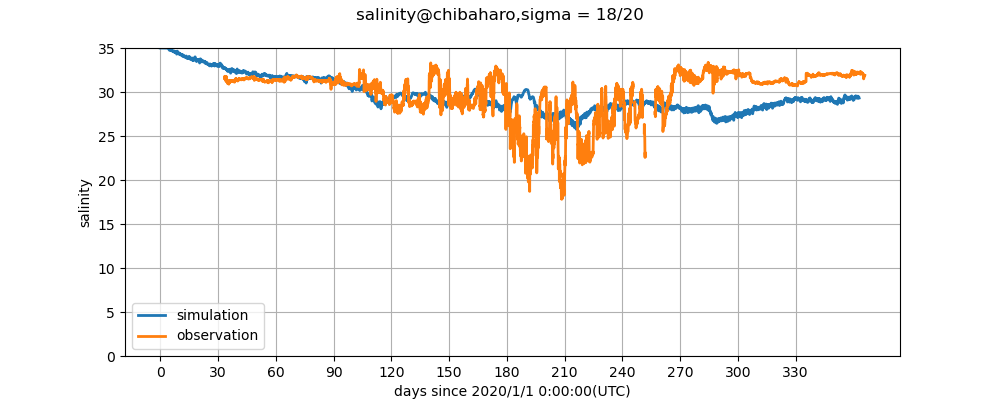 salinity@chibaharo,sigma = 18/20
35
30
25
20
15
10
5
0
salinity
simulation
observation
0 30 60 90 120 150 180 210 240 270 300 330
days since 2020/1/1 0:00:00(UTC)